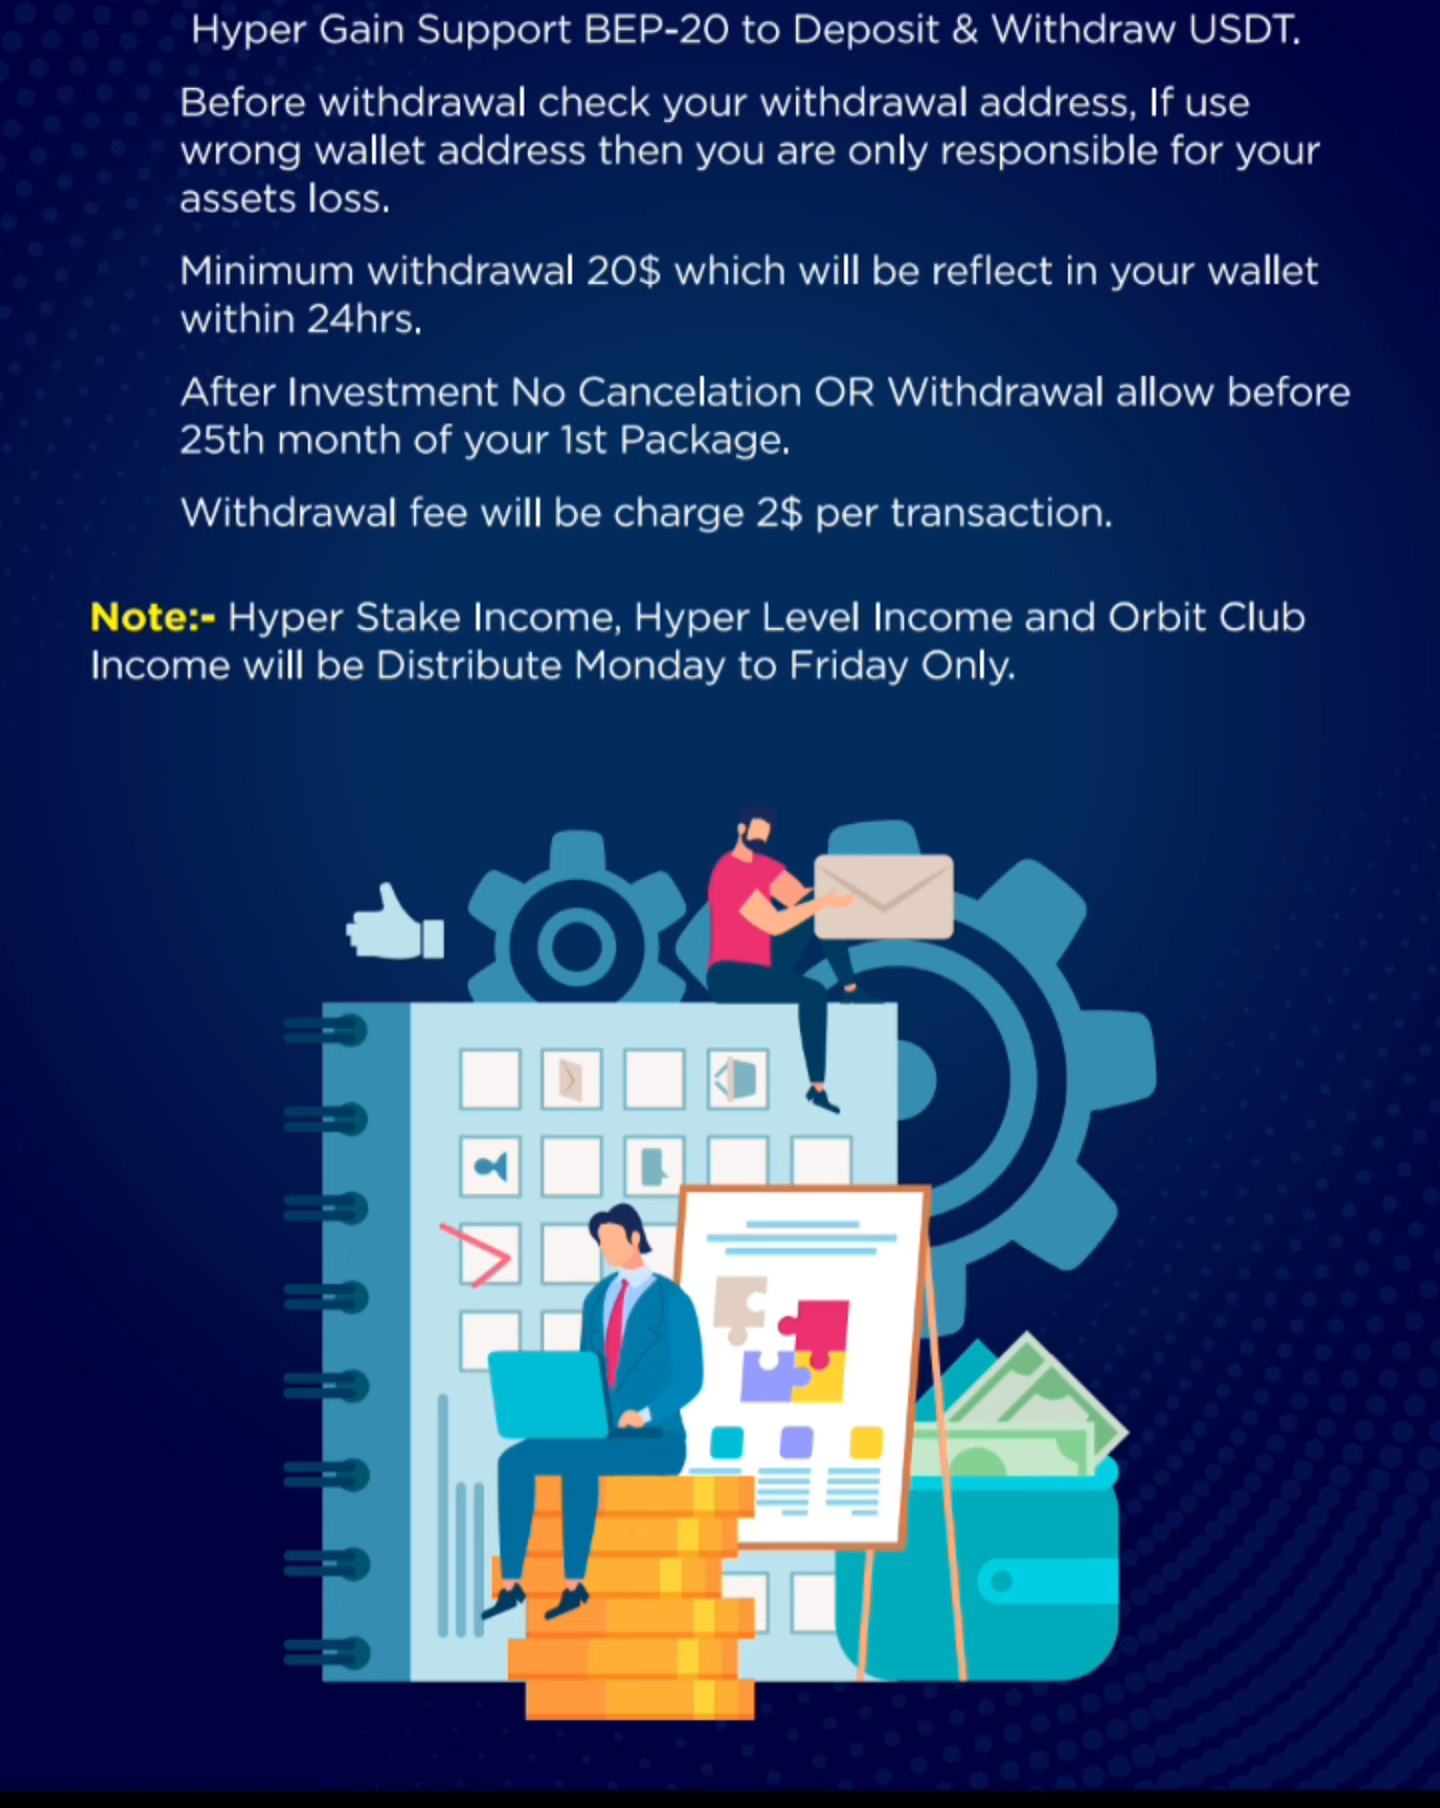 Hyper Gain Support BEP-20 to Deposit & Withdraw USDT.
Before withdrawal check your withdrawal address, If use
wrong wallet address then you are only responsible for your
assets loss.
Minimum withdrawal 20$ which will be reflect in your wallet
within 24hrs.
After Investment No Cancelation OR Withdrawal allow before
25th month of your 1st Package.
Withdrawal fee will be charge 2$ per transaction.
Note:- Hyper Stake Income, Hyper Level Income and Orbit Club
Income will be Distribute Monday to Friday Only.